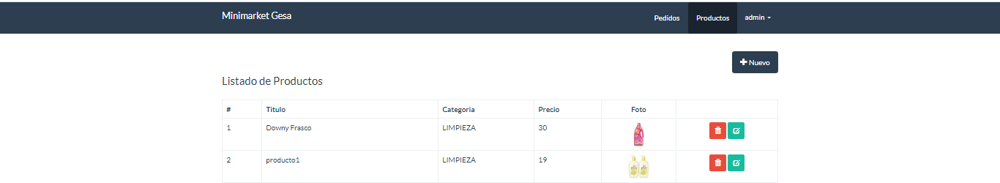 Minimarket Gesa Pedidos Productos admin
Nuevo
Listado de Productos
# Titulo Categoria Precio Foto
1 Downy Frasco LIMPIEZA 30
2 producto1 LIMPIEZA 19